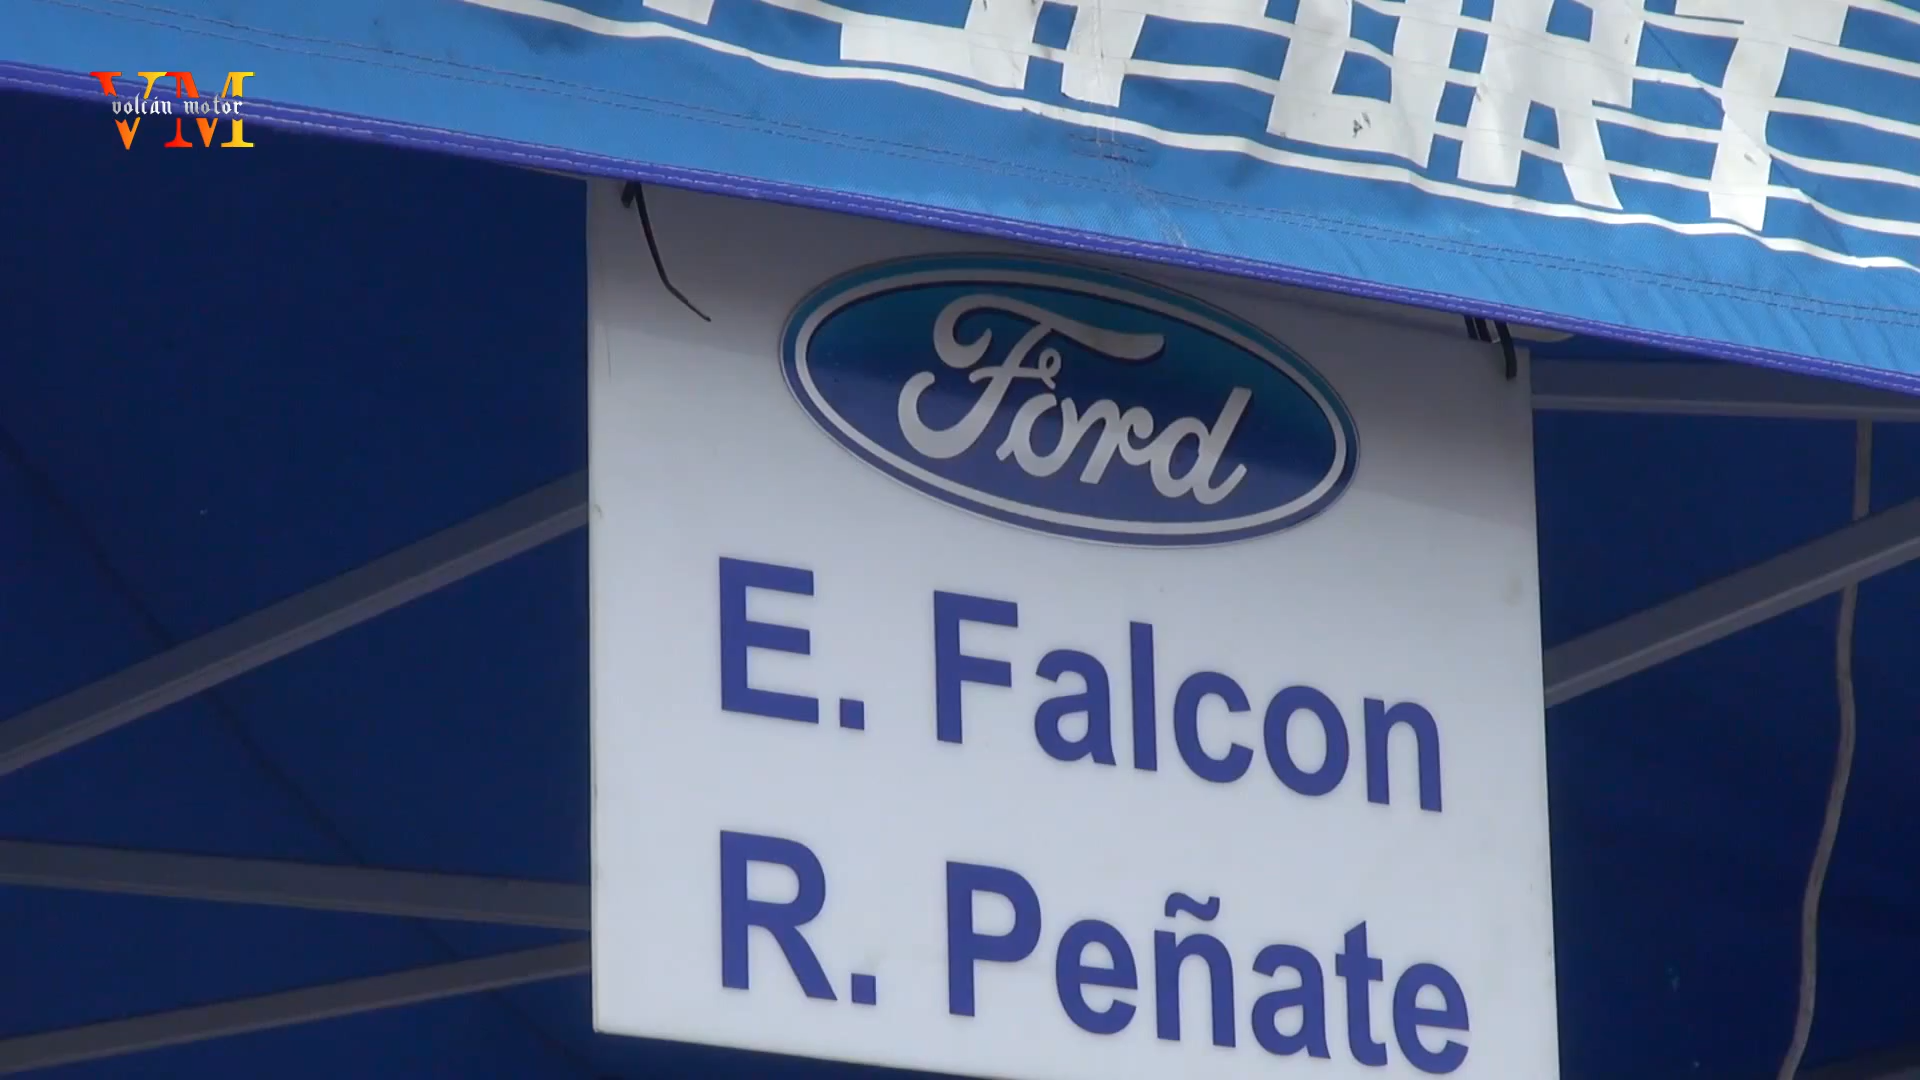 VM
volcán motor
Ford
E. Falcon
R. Peñate